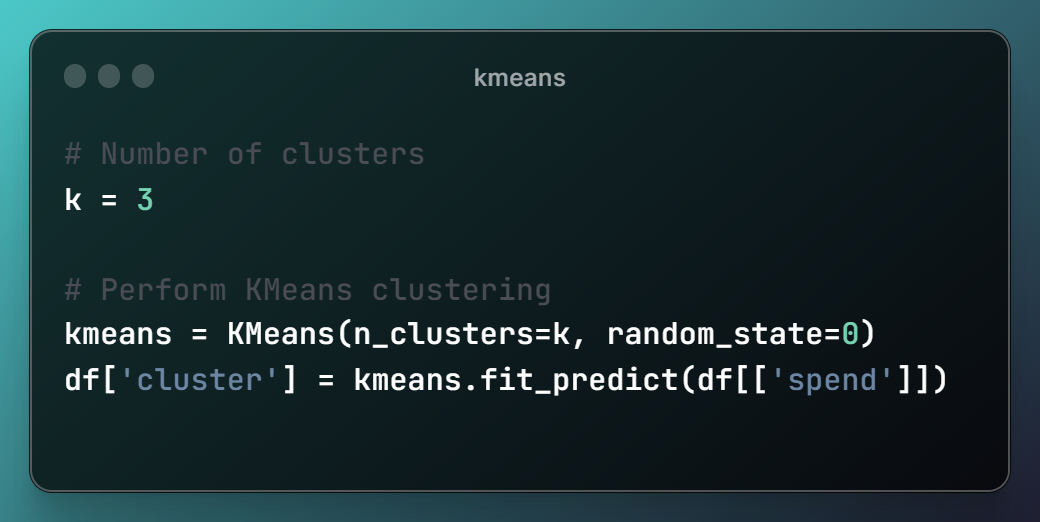 kmeans
# Number of clusters
k = 3
# Perform KMeans clustering
kmeans = KMeans(n_clusters=k, random_state=0)
df['cluster'] = kmeans.fit_predict(df[['spend']])